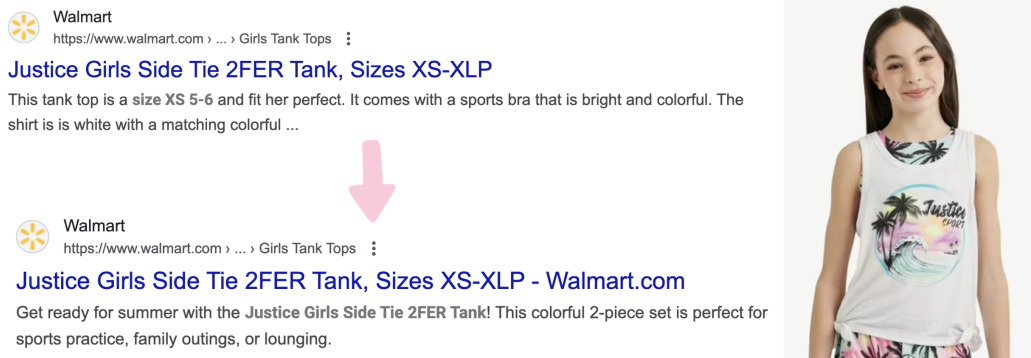 Walmart
https://www.walmart.com › ... › Girls Tank Tops
Justice Girls Side Tie 2FER Tank, Sizes XS-XLP
This tank top is a size XS 5-6 and fit her perfect. It comes with a sports bra that is bright and colorful. The
shirt is is white with a matching colorful ...
Walmart
https://www.walmart.com › ... › Girls Tank Tops
Justice Girls Side Tie 2FER Tank, Sizes XS-XLP - Walmart.com
Get ready for summer with the Justice Girls Side Tie 2FER Tank! This colorful 2-piece set is perfect for
sports practice, family outings, or lounging.
Justice
SPORT